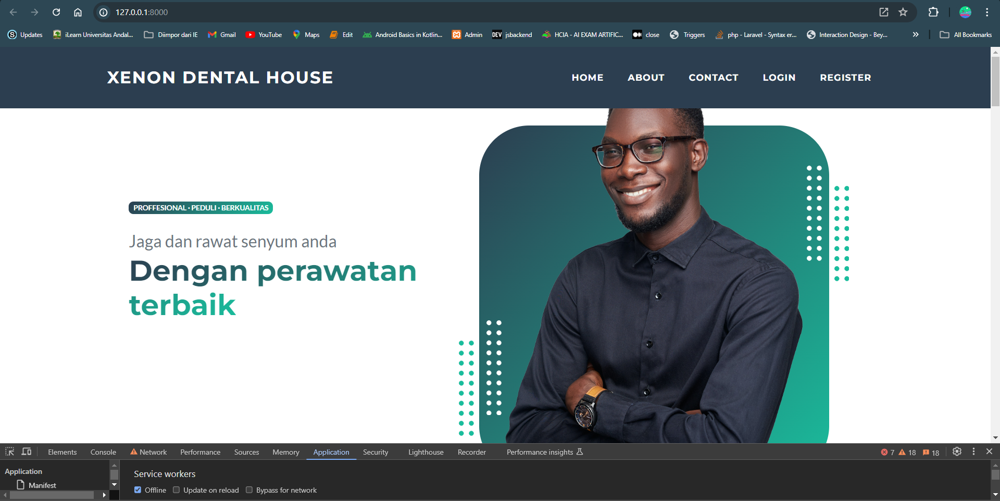 127.0.0.1:8000
Updates iLearn Universitas Andal... Diimpor dari IE Gmail YouTube Maps Edit Android Basics in Kotlin... Admin DEV jsbackend HCIA - AI EXAM ARTIFIC... close Triggers php - Laravel - Syntax er... Interaction Design - Bey... » All Bookmarks
XENON DENTAL HOUSE HOME ABOUT CONTACT LOGIN REGISTER
PROFFESIONAL · PEDULI · BERKUALITAS
Jaga dan rawat senyum anda
Dengan perawatan
terbaik
Elements Console Network Performance Sources Memory Application Security Lighthouse Recorder Performance insights 7 18 18
Application
Manifest
Service workers
Offline Update on reload Bypass for network